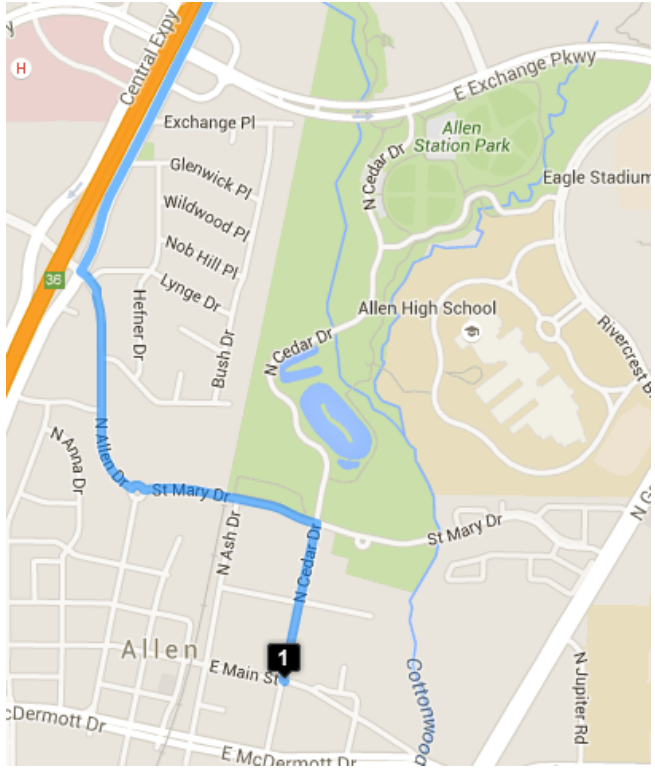 y
H
Central Expy
E Exchange Pkwy
Exchange Pl
Allen
Station Park
N Cedar Dr
Glenwick Pl
Eagle Stadium
Wildwood Pl
Nob Hill Pl
36
Lynge Dr
Hefner Dr
Allen High School
Bush Dr
N Cedar Dr
Rivercrest B
N Anna Dr
N Allen Dr
St Mary Dr
N Ash Dr
N Cedar Dr
St Mary Dr
N G
Allen
1
E Main St
Cottonwood
N Jupiter Rd
cDermott Dr
E McDermott Dr